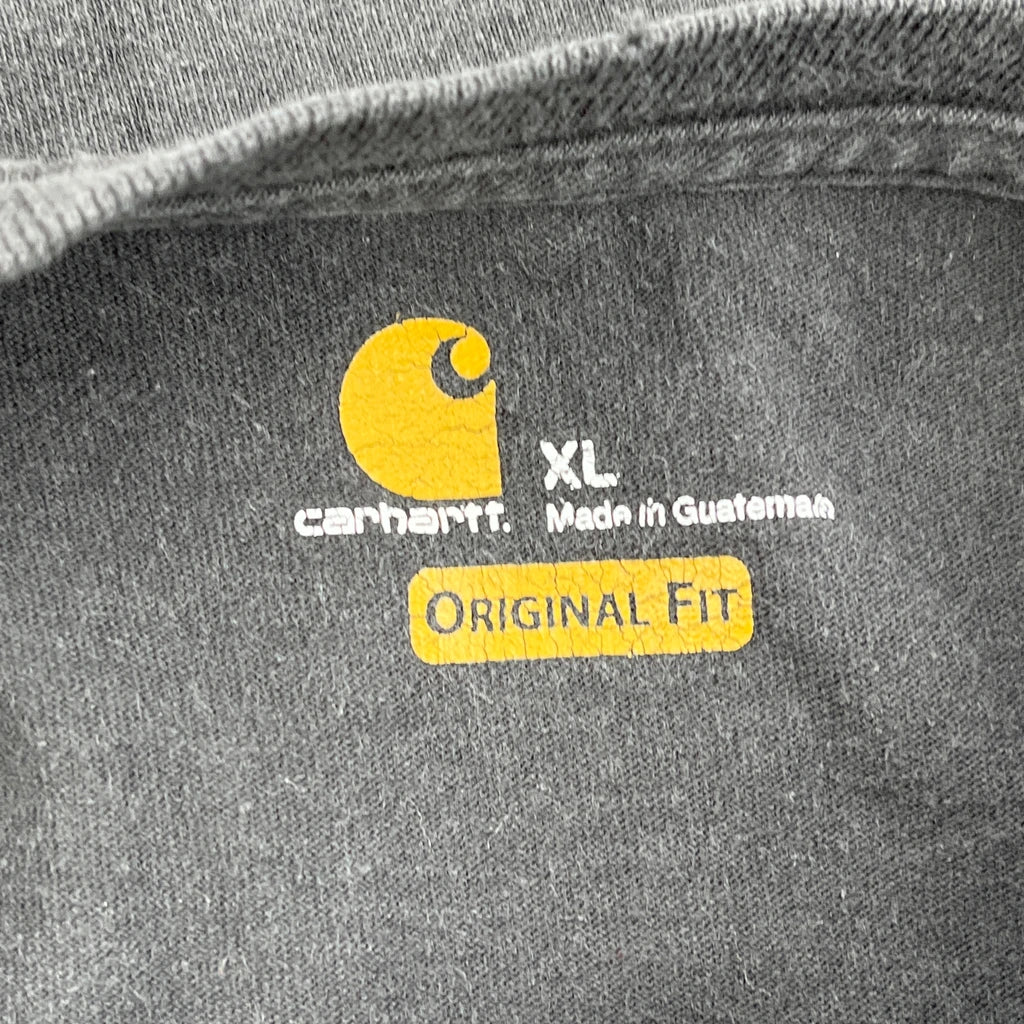 XL
carhartt.
Made in Guatemala
ORIGINAL FIT